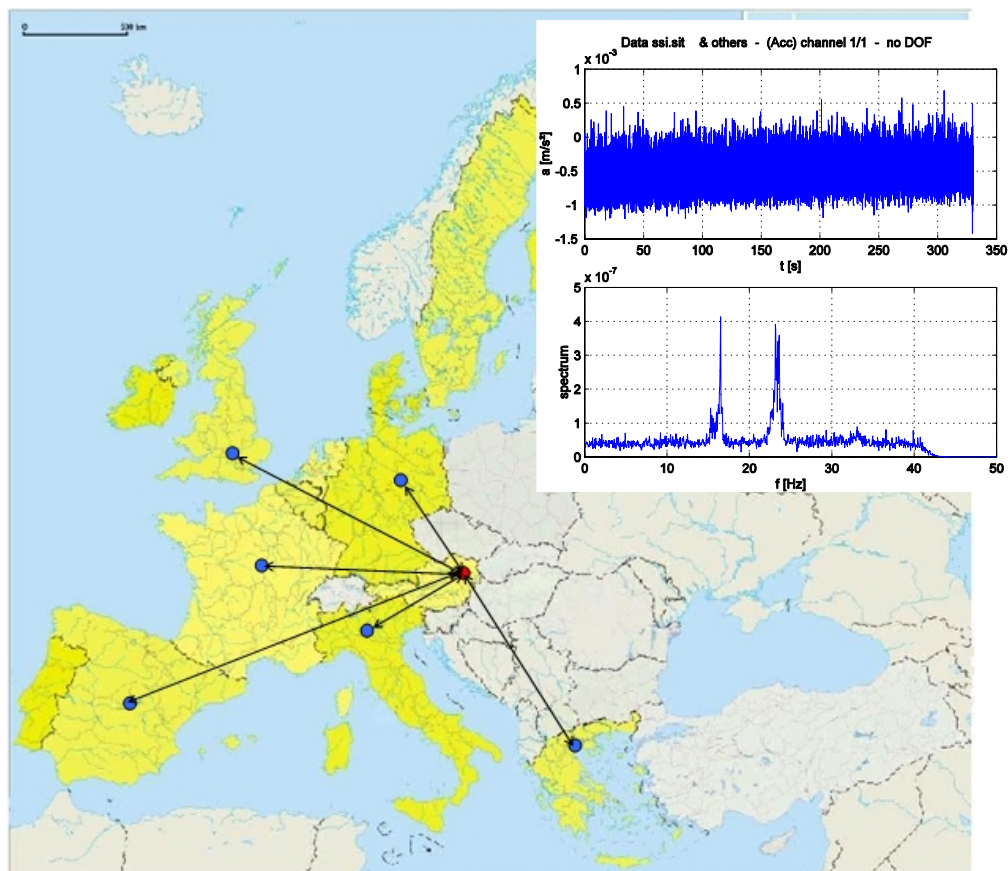 0 500 km
Data ssi.sit & others - (Acc) channel 1/1 - no DOF
x 10^-3
1
0.5
0
-0.5
-1
-1.5
a [m/s²]
0 50 100 150 200 250 300 350
t [s]
x 10^-7
5
4
3
2
1
0
spectrum
0 10 20 30 40 50
f [Hz]